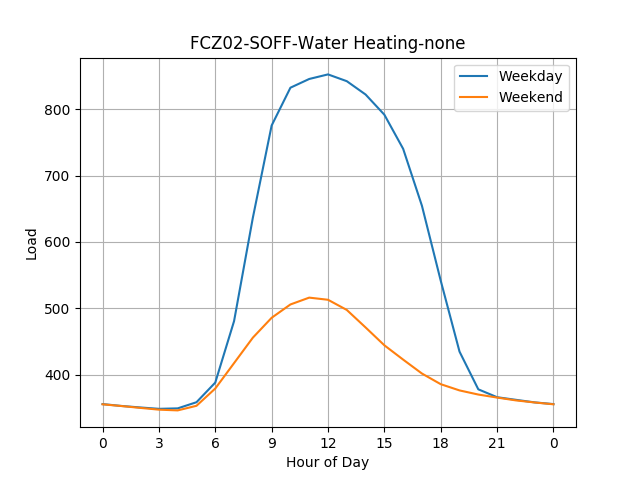 FCZ02-SOFF-Water Heating-none
Weekday
Weekend
800
700
600
500
400
Load
0 3 6 9 12 15 18 21 0
Hour of Day